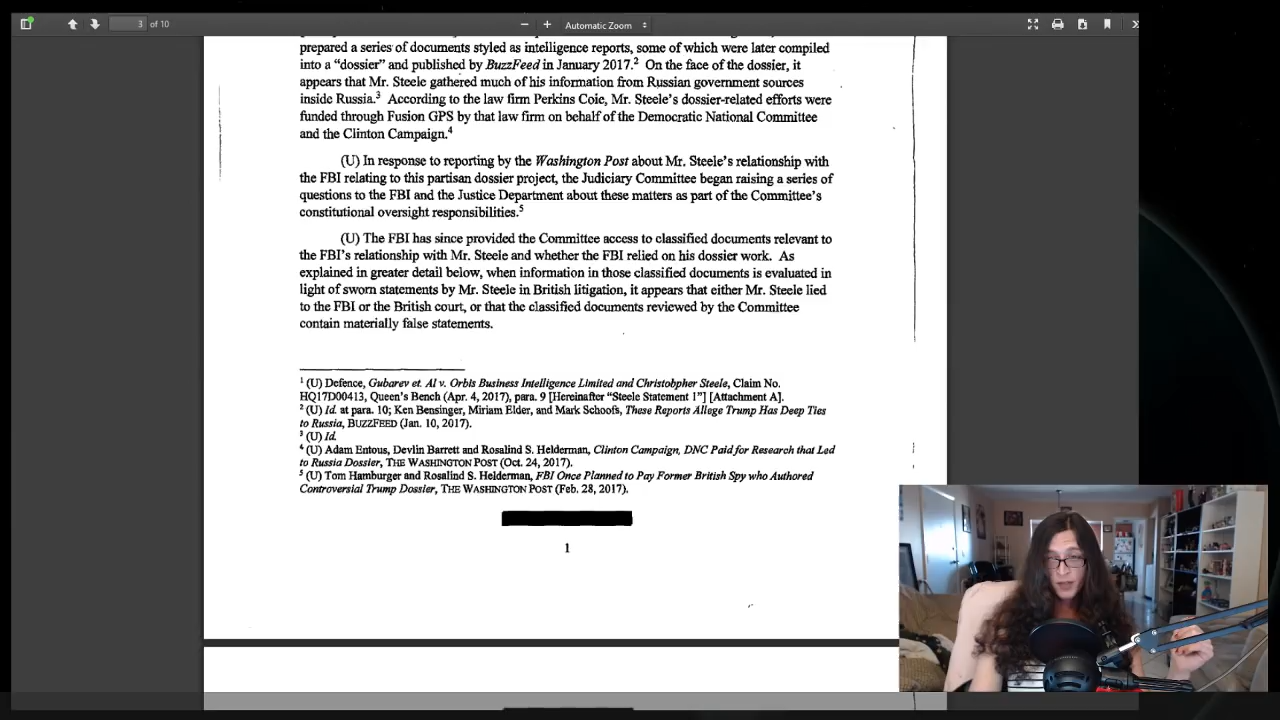 3 of 10
Automatic Zoom
prepared a series of documents styled as intelligence reports, some of which were later compiled
into a “dossier” and published by BuzzFeed in January 2017.2 On the face of the dossier, it
appears that Mr. Steele gathered much of his information from Russian government sources
inside Russia.3 According to the law firm Perkins Coie, Mr. Steele’s dossier-related efforts were
funded through Fusion GPS by that law firm on behalf of the Democratic National Committee
and the Clinton Campaign.4
(U) In response to reporting by the Washington Post about Mr. Steele’s relationship with
the FBI relating to this partisan dossier project, the Judiciary Committee began raising a series of
questions to the FBI and the Justice Department about these matters as part of the Committee’s
constitutional oversight responsibilities.5
(U) The FBI has since provided the Committee access to classified documents relevant to
the FBI’s relationship with Mr. Steele and whether the FBI relied on his dossier work. As
explained in greater detail below, when information in those classified documents is evaluated in
light of sworn statements by Mr. Steele in British litigation, it appears that either Mr. Steele lied
to the FBI or the British court, or that the classified documents reviewed by the Committee
contain materially false statements.
1 (U) Defence, Gubarev et. Al v. Orbis Business Intelligence Limited and Christobpher Steele, Claim No.
HQ17D00413, Queen’s Bench (Apr. 4, 2017), para. 9 [Hereinafter “Steele Statement 1”] [Attachment A].
2 (U) Id. at para. 10; Ken Bensinger, Miriam Elder, and Mark Schoofs, These Reports Allege Trump Has Deep Ties
to Russia, BUZZFEED (Jan. 10, 2017).
3 (U) Id.
4 (U) Adam Entous, Devlin Barrett and Rosalind S. Helderman, Clinton Campaign, DNC Paid for Research that Led
to Russia Dossier, THE WASHINGTON POST (Oct. 24, 2017).
5 (U) Tom Hamburger and Rosalind S. Helderman, FBI Once Planned to Pay Former British Spy who Authored
Controversial Trump Dossier, THE WASHINGTON POST (Feb. 28, 2017).
1